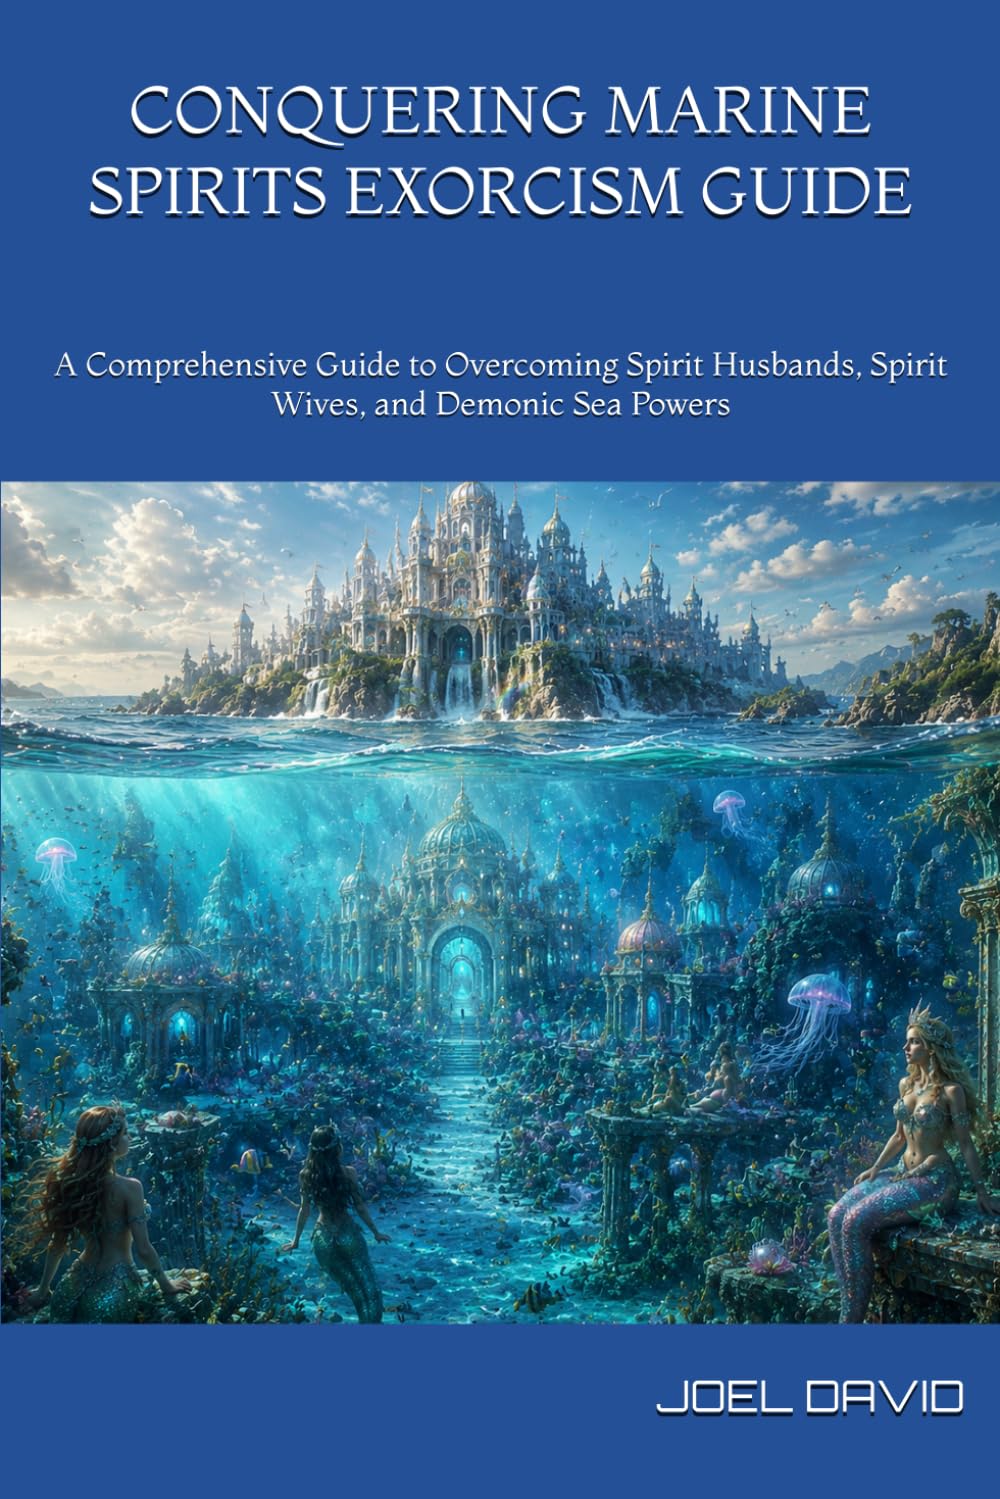 CONQUERING MARINE
SPIRITS EXORCISM GUIDE
A Comprehensive Guide to Overcoming Spirit Husbands, Spirit
Wives, and Demonic Sea Powers
JOEL DAVID